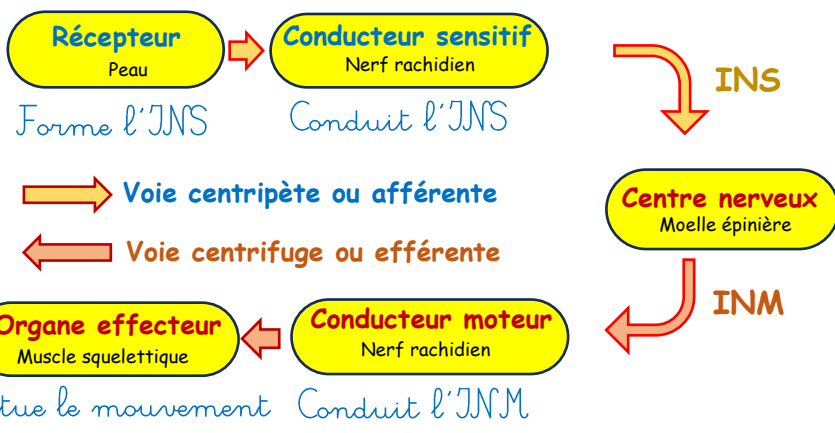 Récepteur
Peau
Conducteur sensitif
Nerf rachidien
Forme l'INS
Conduit l'INS
INS
Voie centripète ou afférente
Centre nerveux
Moelle épinière
Voie centrifuge ou efférente
INM
Organe effecteur
Muscle squelettique
Conducteur moteur
Nerf rachidien
le mouvement
Conduit l'INM